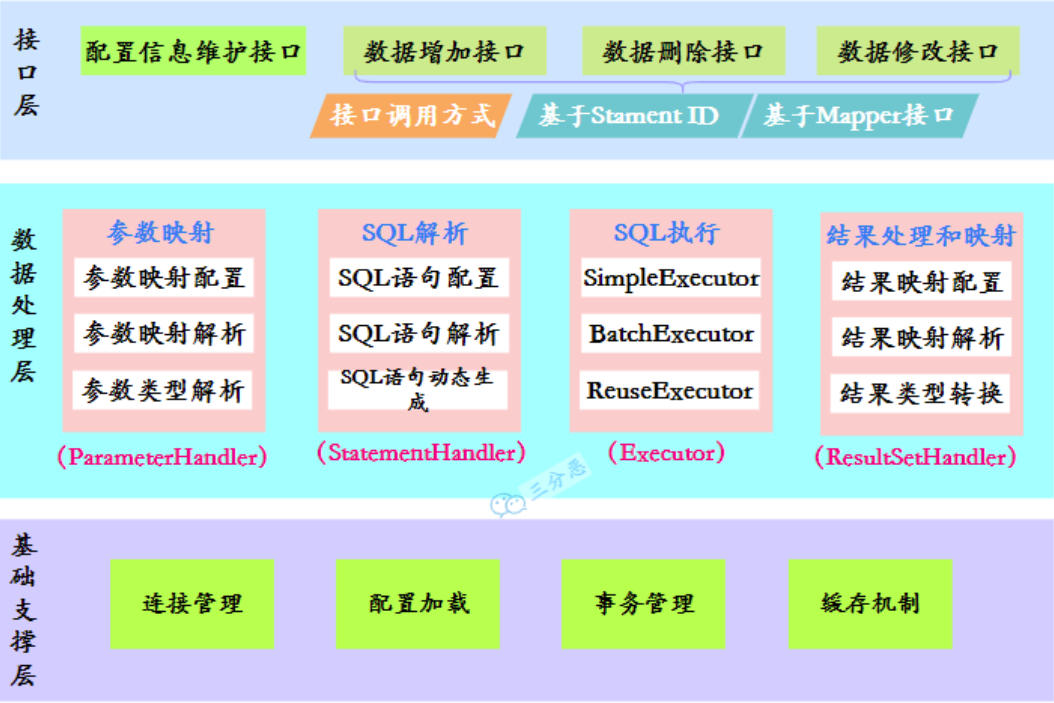 接口层
配置信息维护接口
数据增加接口
数据删除接口
数据修改接口
接口调用方式
基于Stament ID
基于Mapper接口
数据处理层
参数映射
参数映射配置
参数映射解析
参数类型解析
(ParameterHandler)
SQL解析
SQL语句配置
SQL语句解析
SQL语句动态生
成
(StatementHandler)
SQL执行
SimpleExecutor
BatchExecutor
ReuseExecutor
(Executor)
结果处理和映射
结果映射配置
结果映射解析
结果类型转换
(ResultSetHandler)
三分恶
基础支撑层
连接管理
配置加载
事务管理
缓存机制